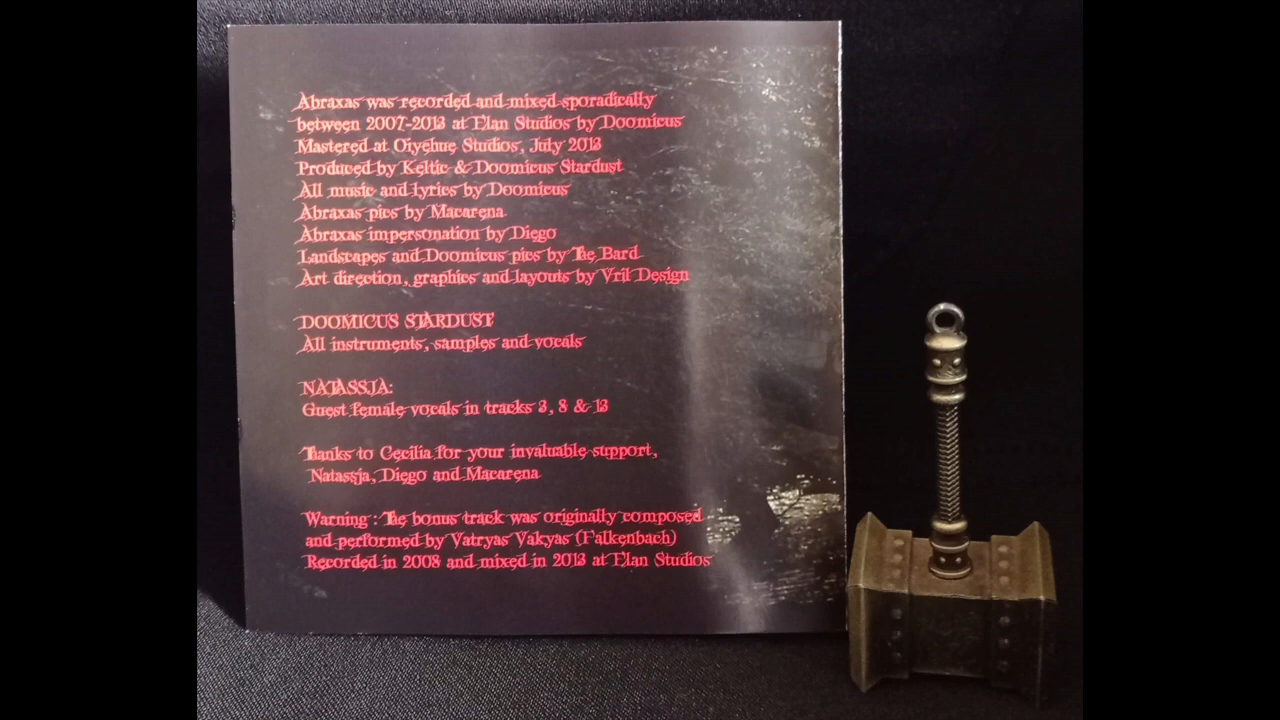 Abraxas was recorded and mixed sporadically
between 2007-2013 at Elan Studios by Doomicus
Mastered at Oiyehue Studios, July 2013
Produced by Keltic & Doomicus Stardust
All music and lyrics by Doomicus
Abraxas pics by Macarena
Abraxas impersonation by Diego
Landscapes and Doomicus pics by The Bard
Art direction, graphics and layouts by Vril Design
DOOMICUS STARDUST
All instruments, samples and vocals
NATASSJA:
Guest female vocals in tracks 3, 8 & 13
Thanks to Cecilia for your invaluable support,
Natassja, Diego and Macarena
Warning : The bonus track was originally composed
and performed by Vatryas Vakyas (Falkenbach)
Recorded in 2008 and mixed in 2013 at Elan Studios